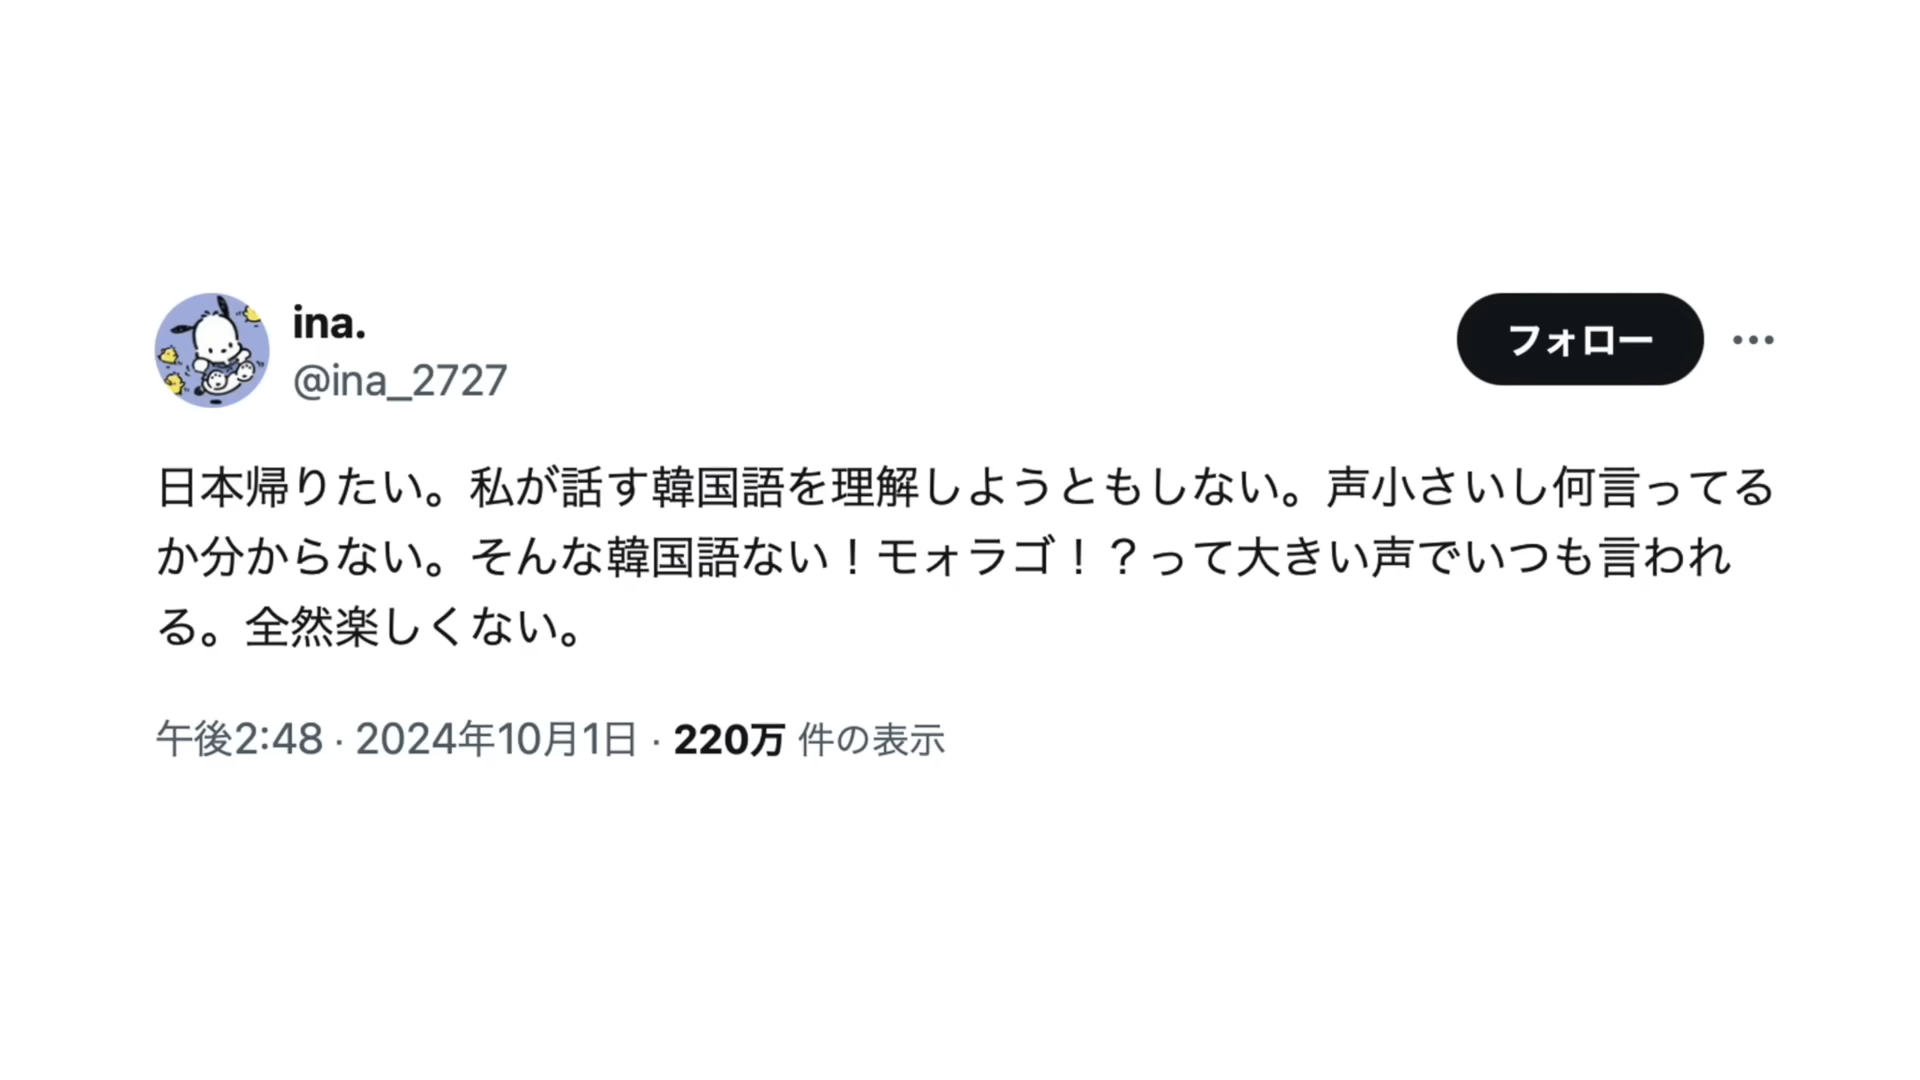 ina.
@ina_2727
フォロー
日本帰りたい。私が話す韓国語を理解しようともしない。声小さいし何言ってる
か分からない。そんな韓国語ない！モォラゴ！？って大きい声でいつも言われ
る。全然楽しくない。
午後2:48 · 2024年10月1日 · 220万 件の表示